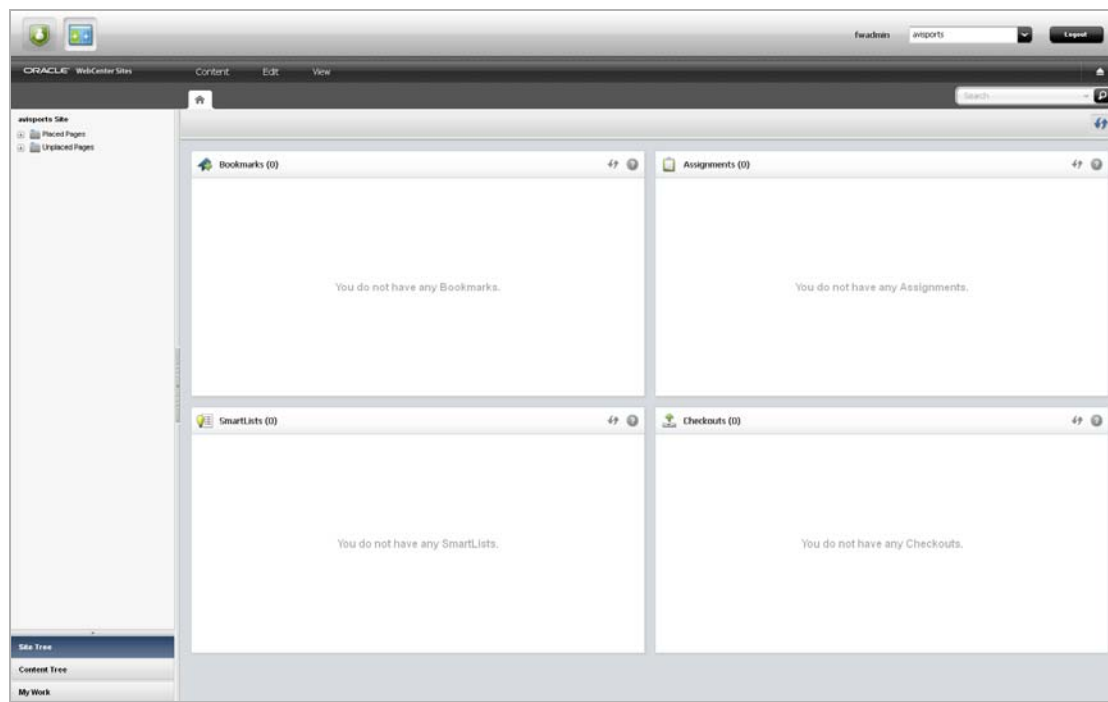 fwadmin
avisports
Logout
ORACLE WebCenter Sites
Content
Edit
View
Search
avisports Site
Placed Pages
Unplaced Pages
Bookmarks (0)
Assignments (0)
You do not have any Bookmarks.
You do not have any Assignments.
SmartLists (0)
Checkouts (0)
You do not have any SmartLists.
You do not have any Checkouts.
Site Tree
Content Tree
My Work